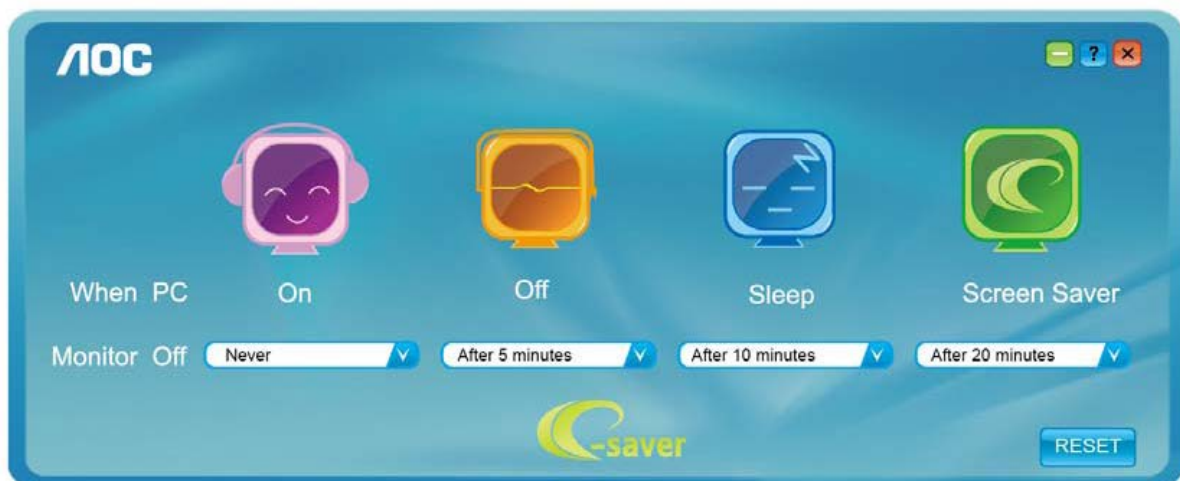 AOC
?
When PC On Off Sleep Screen Saver
Monitor Off Never After 5 minutes After 10 minutes After 20 minutes
e-saver
RESET